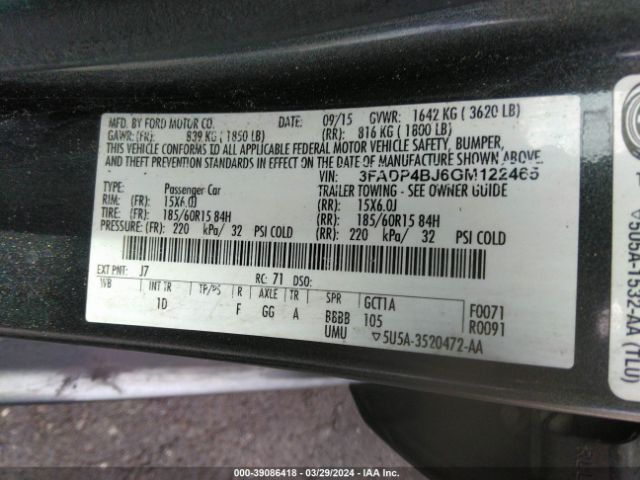 MFD. BY FORD MOTOR CO. DATE: 09/15 GVWR: 1642 KG ( 3620 LB)
GAWR:(FR): 839 KG ( 1850 LB) (RR): 816 KG ( 1800 LB)
THIS VEHICLE CONFORMS TO ALL APPLICABLE FEDERAL MOTOR VEHICLE SAFETY, BUMPER,
AND THEFT PREVENTION STANDARDS IN EFFECT ON THE DATE OF MANUFACTURE SHOWN ABOVE.
VIN: 3FADP4BJ6GM122465
TYPE: Passenger Car TRAILER TOWING - SEE OWNER GUIDE
RIM: (FR): 15X6.0J (RR): 15X6.0J
TIRE: (FR): 185/60R15 84H (RR): 185/60R15 84H
PRESSURE: (FR): 220 kPa/ 32 PSI COLD (RR): 220 kPa/ 32 PSI COLD
EXT PNT: J7 RC: 71 DSO:
WB INT TR TP/PS R AXLE TR SPR GCT1A F0071
1D F GG A BBBB 105 R0091
UMU 5U5A-3520472-AA
000-39086418 - 03/29/2024 - IAA Inc.